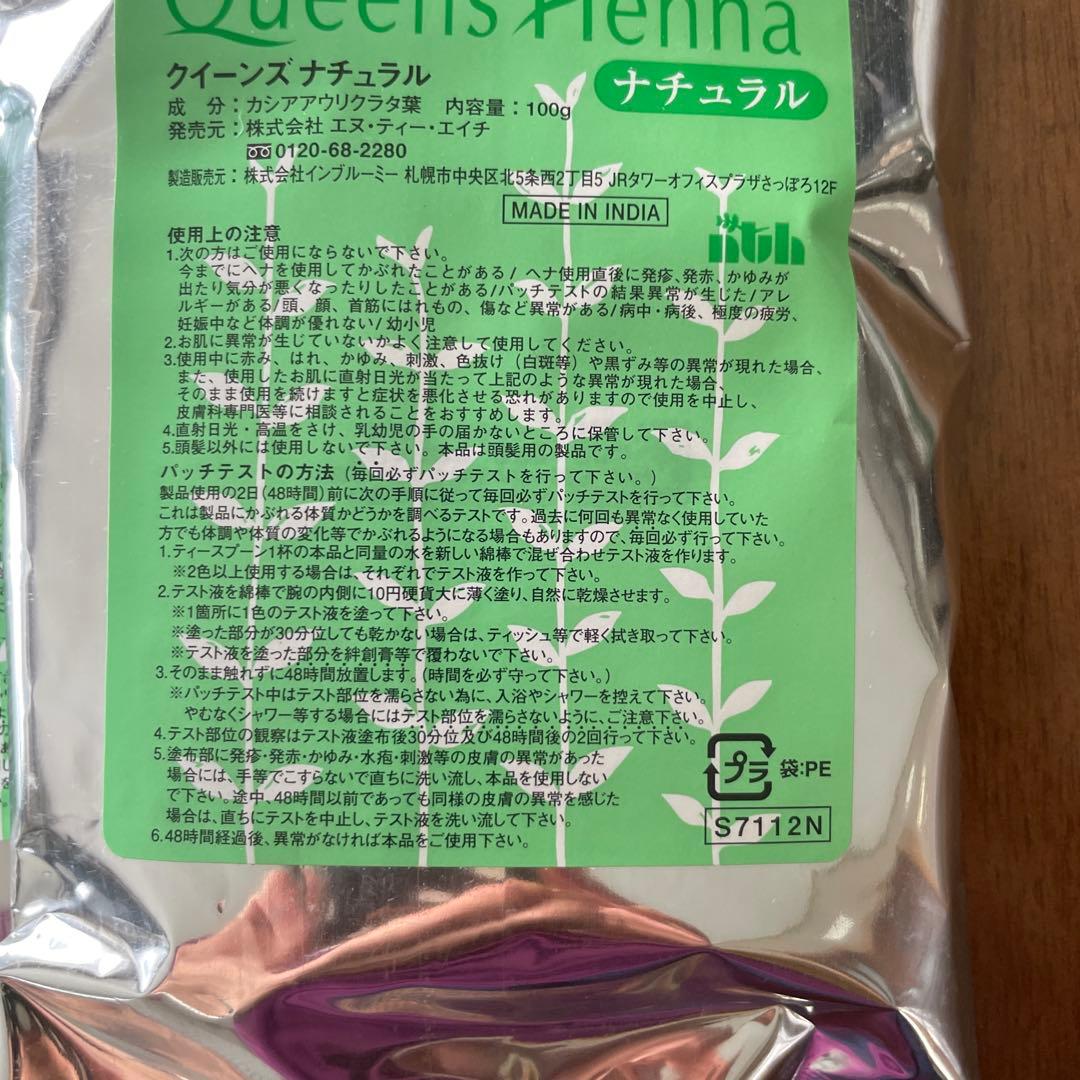 Queens Henna
クイーンズ ナチュラル
ナチュラル
成 分：カシアアウリクラタ葉 内容量：100g
発売元：株式会社 エヌ・ティー・エイチ
0120-68-2280
製造販売元：株式会社インブルーミー 札幌市中央区北5条西2丁目5 JRタワーオフィスプラザさっぽろ12F
MADE IN INDIA
nth
使用上の注意
1.次の方はご使用にならないで下さい。
今までにヘナを使用してかぶれたことがある/ ヘナ使用直後に発疹、発赤、かゆみが
出たり気分が悪くなったりしたことがある/パッチテストの結果異常が生じた/アレ
ルギーがある/頭、顔、首筋にはれもの、傷など異常がある/病中・病後、極度の疲労、
妊娠中など体調が優れない/ 幼小児
2.お肌に異常が生じていないかよく注意して使用してください。
3.使用中に赤み、はれ、かゆみ、刺激、色抜け（白斑等）や黒ずみ等の異常が現れた場合、
また、使用したお肌に直射日光が当たって上記のような異常が現れた場合、
そのまま使用を続けますと症状を悪化させる恐れがありますので使用を中止し、
皮膚科専門医等に相談されることをおすすめします。
4.直射日光・高温をさけ、乳幼児の手の届かないところに保管して下さい。
5.頭髪以外には使用しないで下さい。本品は頭髪用の製品です。
パッチテストの方法（毎回必ずパッチテストを行って下さい。）
製品使用の2日（48時間）前に次の手順に従って毎回必ずパッチテストを行って下さい。
これは製品にかぶれる体質かどうかを調べるテストです。過去に何回も異常なく使用していた
方でも体調や体質の変化等でかぶれるようになる場合もありますので、毎回必ず行って下さい。
1.ティースプーン1杯の本品と同量の水を新しい綿棒で混ぜ合わせテスト液を作ります。
※2色以上使用する場合は、それぞれでテスト液を作って下さい。
2.テスト液を綿棒で腕の内側に10円硬貨大に薄く塗り、自然に乾燥させます。
※1箇所に1色のテスト液を塗って下さい。
※塗った部分が30分位しても乾かない場合は、ティッシュ等で軽く拭き取って下さい。
※テスト液を塗った部分を絆創膏等で覆わないで下さい。
3.そのまま触れずに48時間放置します。（時間を必ず守って下さい。）
※パッチテスト中はテスト部位を濡らさない為に、入浴やシャワーを控えて下さい。
やむなくシャワー等する場合にはテスト部位を濡らさないように、ご注意下さい。
4.テスト部位の観察はテスト液塗布後30分位及び48時間後の2回行って下さい。
5.塗布部に発疹・発赤・かゆみ・水疱・刺激等の皮膚の異常があった
場合には、手等でこすらないで直ちに洗い流し、本品を使用しない
で下さい。途中、48時間以前であっても同様の皮膚の異常を感じた
場合は、直ちにテストを中止し、テスト液を洗い流して下さい。
6.48時間経過後、異常がなければ本品をご使用下さい。
プラ 袋：PE
S7112N